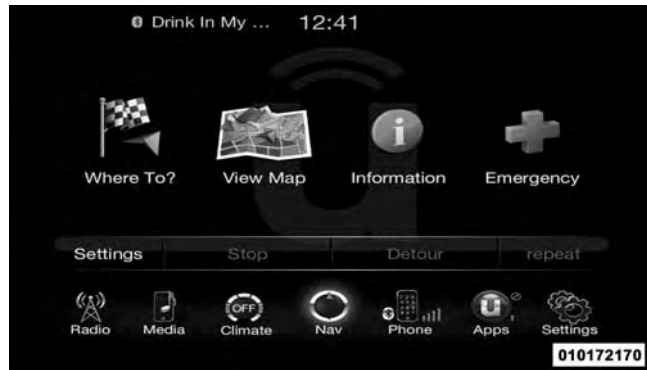 Drink In My ... 12:41
Where To? View Map Information Emergency
Settings Stop Detour repeat
OFF
Radio Media Climate Nav Phone Apps Settings
010172170